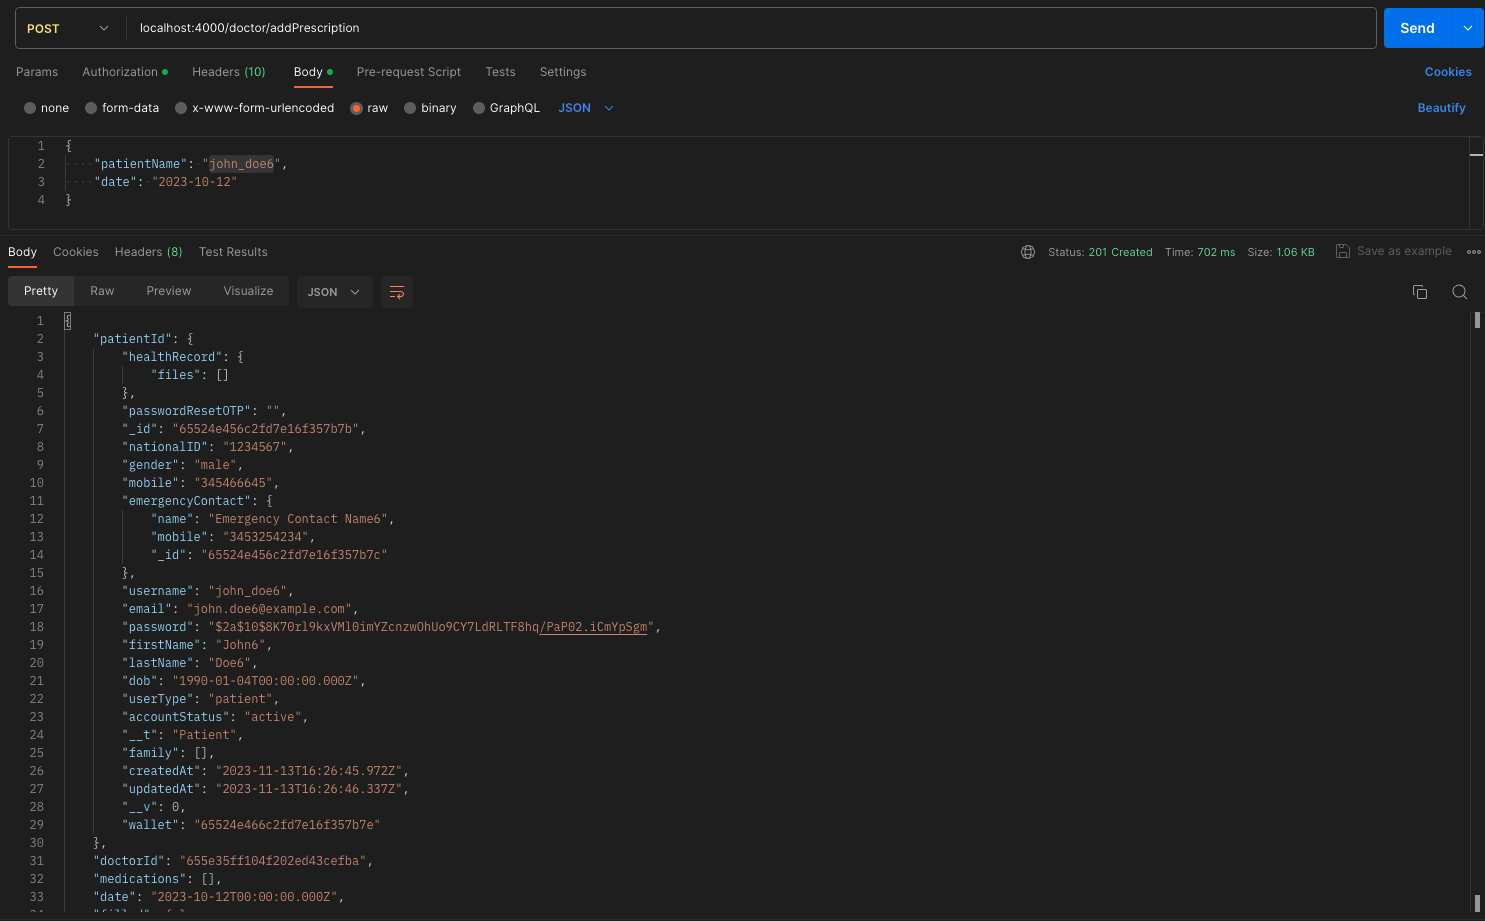 POST localhost:4000/doctor/addPrescription Send
Params Authorization Headers (10) Body Pre-request Script Tests Settings Cookies
none form-data x-www-form-urlencoded raw binary GraphQL JSON Beautify
1 {
2 "patientName": "john_doe6",
3 "date": "2023-10-12"
4 }
Body Cookies Headers (8) Test Results Status: 201 Created Time: 702 ms Size: 1.06 KB Save as example
Pretty Raw Preview Visualize JSON
1 {
2 "patientId": {
3 "healthRecord": {
4 "files": []
5 },
6 "passwordResetOTP": "",
7 "_id": "65524e456c2fd7e16f357b7b",
8 "nationalID": "1234567",
9 "gender": "male",
10 "mobile": "345466645",
11 "emergencyContact": {
12 "name": "Emergency Contact Name6",
13 "mobile": "3453254234",
14 "_id": "65524e456c2fd7e16f357b7c"
15 },
16 "username": "john_doe6",
17 "email": "john.doe6@example.com",
18 "password": "$2a$10$8K70rl9kxVMl0imYZcnzwOhUo9CY7LdRLTF8hq/PaP02.iCmYpSgm",
19 "firstName": "John6",
20 "lastName": "Doe6",
21 "dob": "1990-01-04T00:00:00.000Z",
22 "userType": "patient",
23 "accountStatus": "active",
24 "__t": "Patient",
25 "family": [],
26 "createdAt": "2023-11-13T16:26:45.972Z",
27 "updatedAt": "2023-11-13T16:26:46.337Z",
28 "__v": 0,
29 "wallet": "65524e466c2fd7e16f357b7e"
30 },
31 "doctorId": "655e35ff104f202ed43cefba",
32 "medications": [],
33 "date": "2023-10-12T00:00:00.000Z",